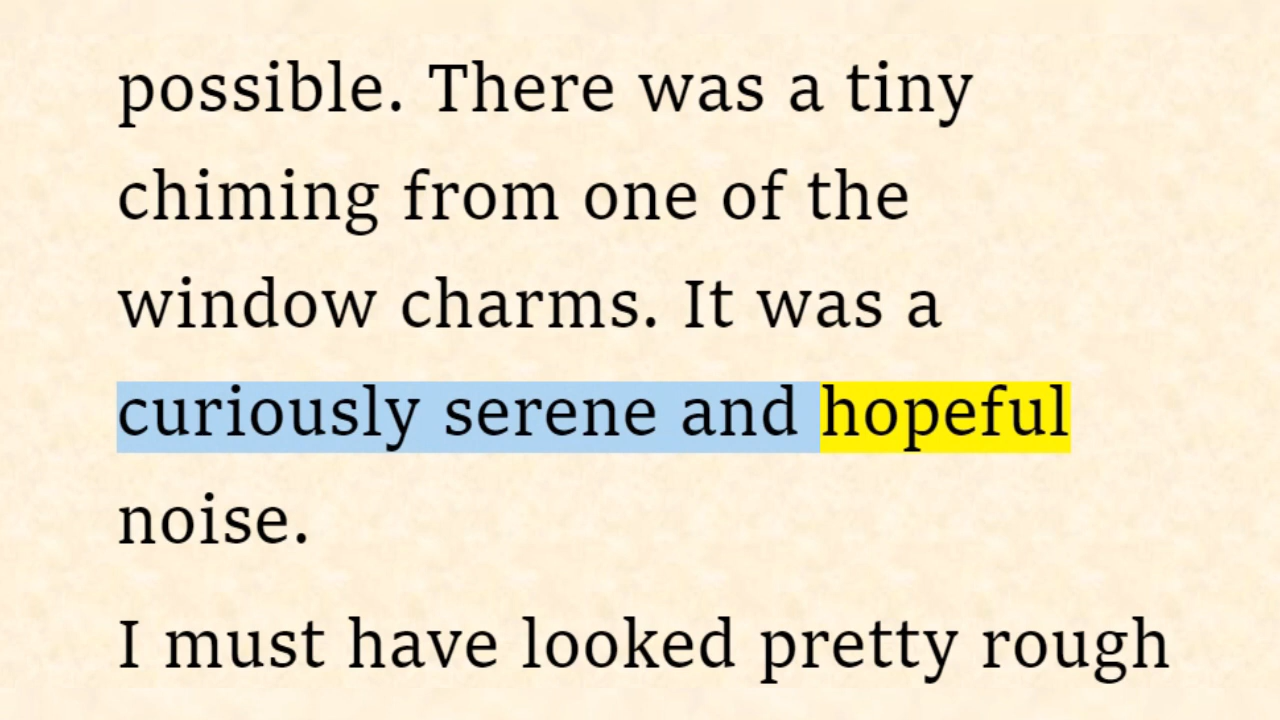 possible. There was a tiny
chiming from one of the
window charms. It was a
curiously serene and hopeful
noise.
I must have looked pretty rough